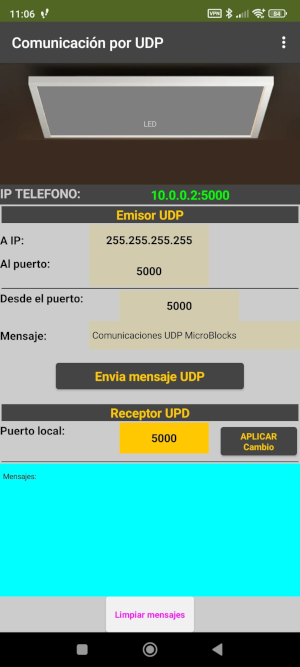 11:06 VPN 84
Comunicación por UDP
LED
IP TELEFONO: 10.0.0.2:5000
Emisor UDP
A IP: 255.255.255.255
Al puerto: 5000
Desde el puerto: 5000
Mensaje: Comunicaciones UDP MicroBlocks
Envia mensaje UDP
Receptor UPD
Puerto local: 5000 APLICAR
Cambio
Mensajes:
Limpiar mensajes